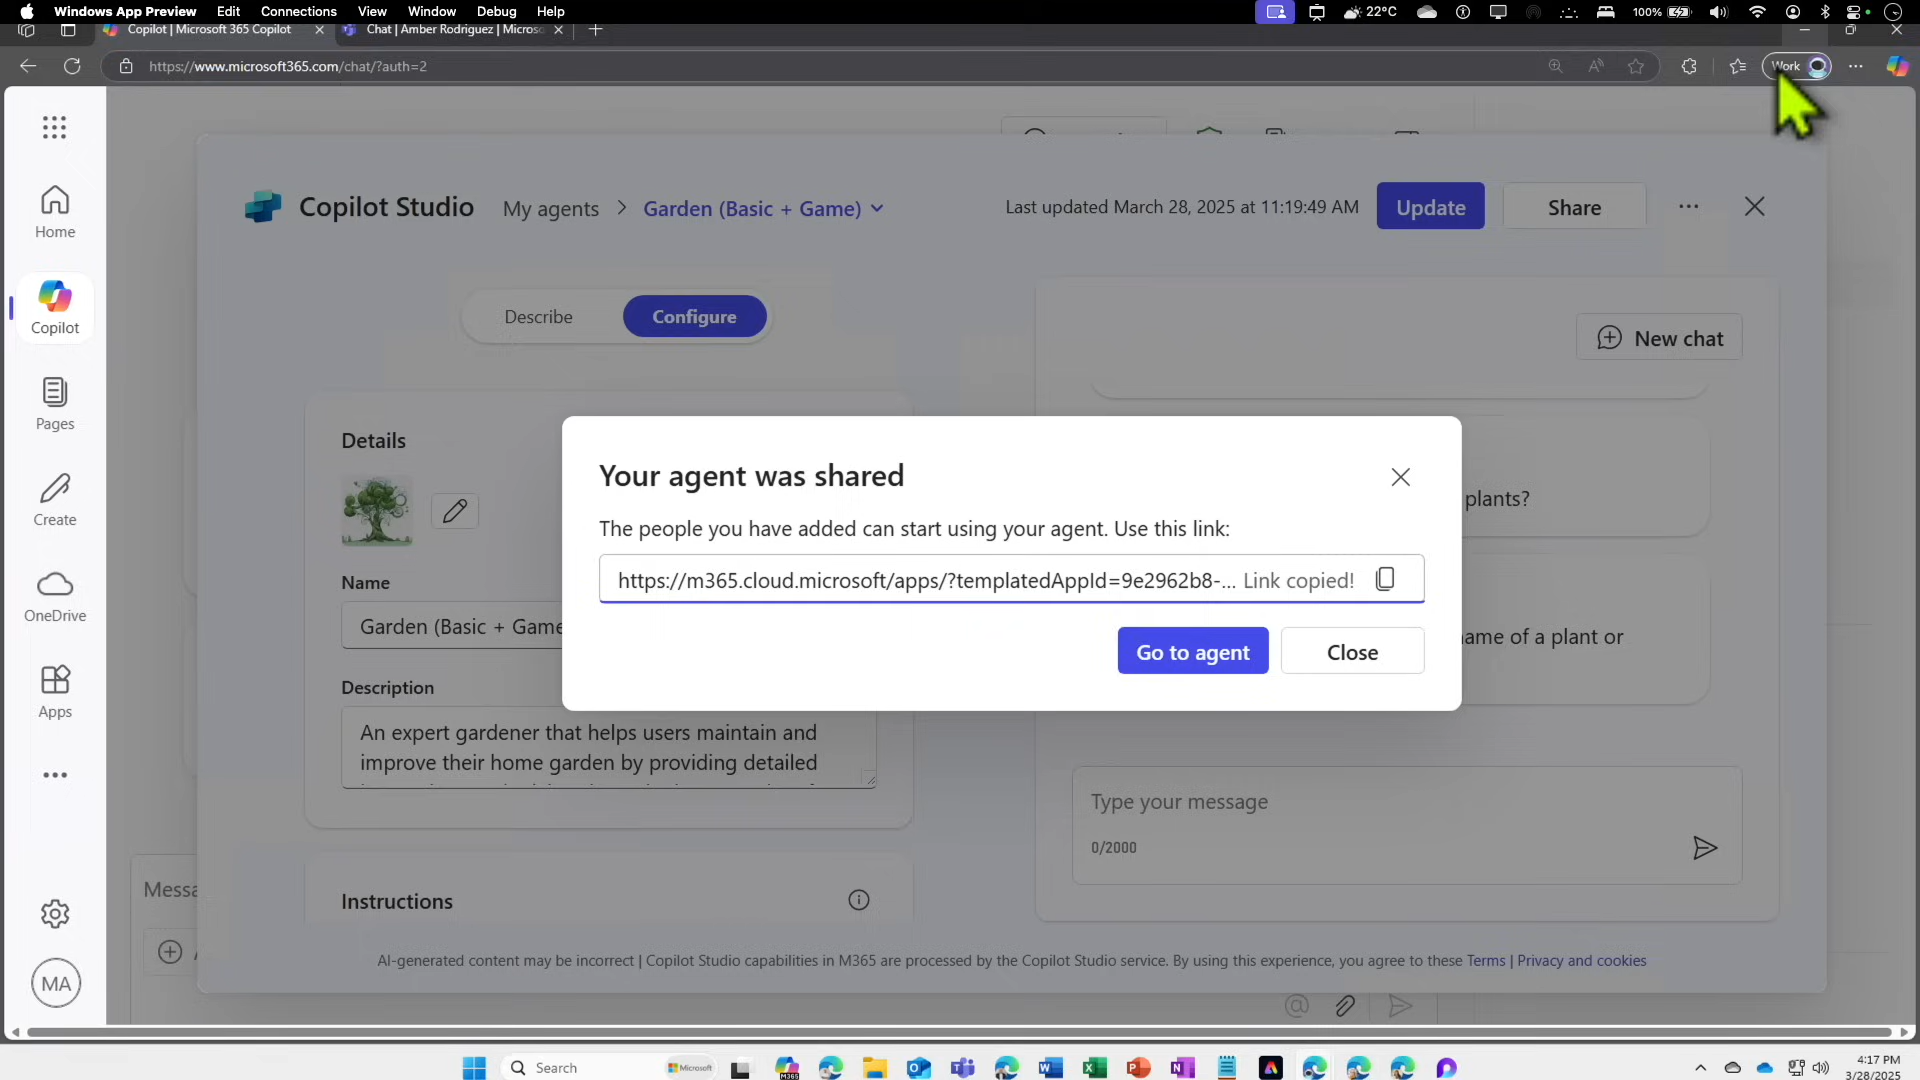 Windows App Preview Edit Connections View Window Debug Help 22°C 100%
Copilot | Microsoft 365 Copilot Chat | Amber Rodriguez | Microso
https://www.microsoft365.com/chat/?auth=2 Work
Copilot Studio My agents > Garden (Basic + Game) Last updated March 28, 2025 at 11:19:49 AM Update Share
Home
Copilot
Pages
Create
OneDrive
Apps
MA
Describe Configure
New chat
Details
Your agent was shared
plants?
The people you have added can start using your agent. Use this link:
https://m365.cloud.microsoft/apps/?templatedAppId=9e2962b8-... Link copied!
Name
Garden (Basic + Game
ame of a plant or
Go to agent Close
Description
An expert gardener that helps users maintain and
improve their home garden by providing detailed
Type your message
0/2000
Messa
Instructions
AI-generated content may be incorrect | Copilot Studio capabilities in M365 are processed by the Copilot Studio service. By using this experience, you agree to these Terms | Privacy and cookies
Search Microsoft M365
4:17 PM
3/28/2025